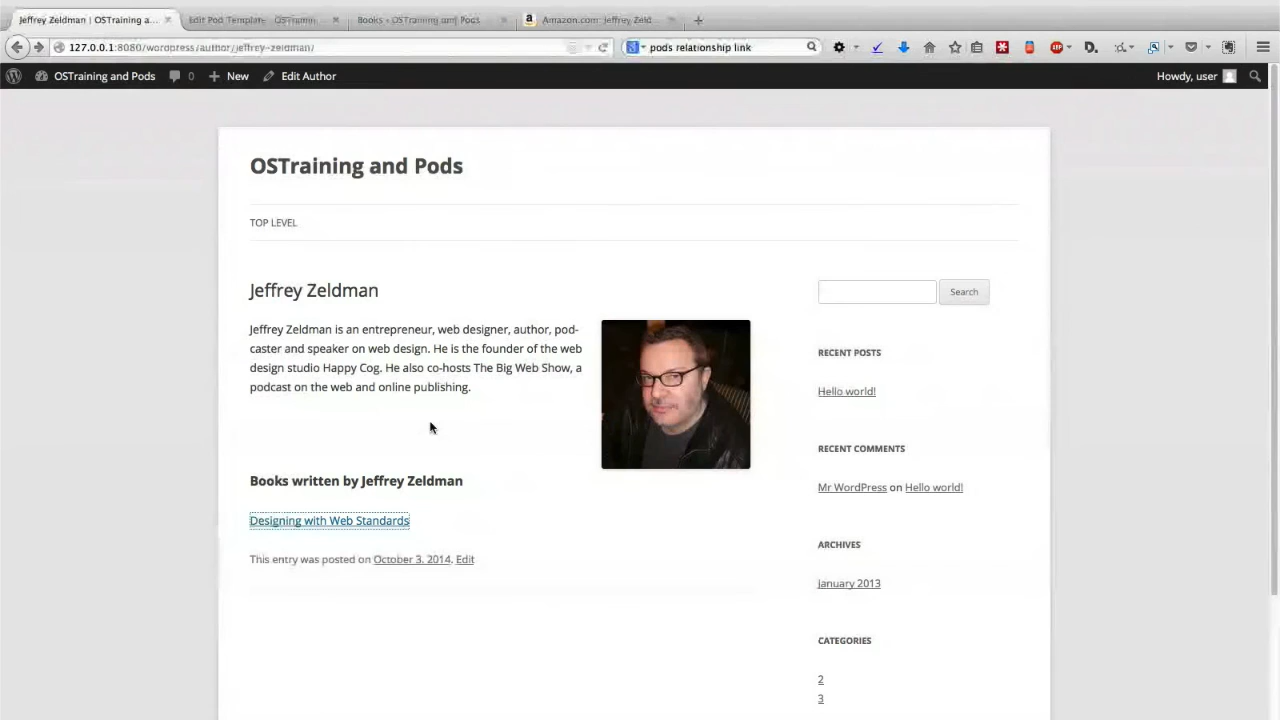 Jeffrey Zeldman | OSTraining a...
Edit Pod Template
Books ‹ OSTraining and Pods
Amazon.com: Jeffrey Zeld
127.0.0.1:8080/wordpress/author/jeffrey-zeldman/
pods relationship link
OSTraining and Pods
0
New
Edit Author
Howdy, user
OSTraining and Pods
TOP LEVEL
Jeffrey Zeldman
Search
Jeffrey Zeldman is an entrepreneur, web designer, author, pod-
caster and speaker on web design. He is the founder of the web
design studio Happy Cog. He also co-hosts The Big Web Show, a
podcast on the web and online publishing.
RECENT POSTS
Hello world!
RECENT COMMENTS
Mr WordPress on Hello world!
Books written by Jeffrey Zeldman
Designing with Web Standards
This entry was posted on October 3, 2014. Edit
ARCHIVES
January 2013
CATEGORIES
2
3